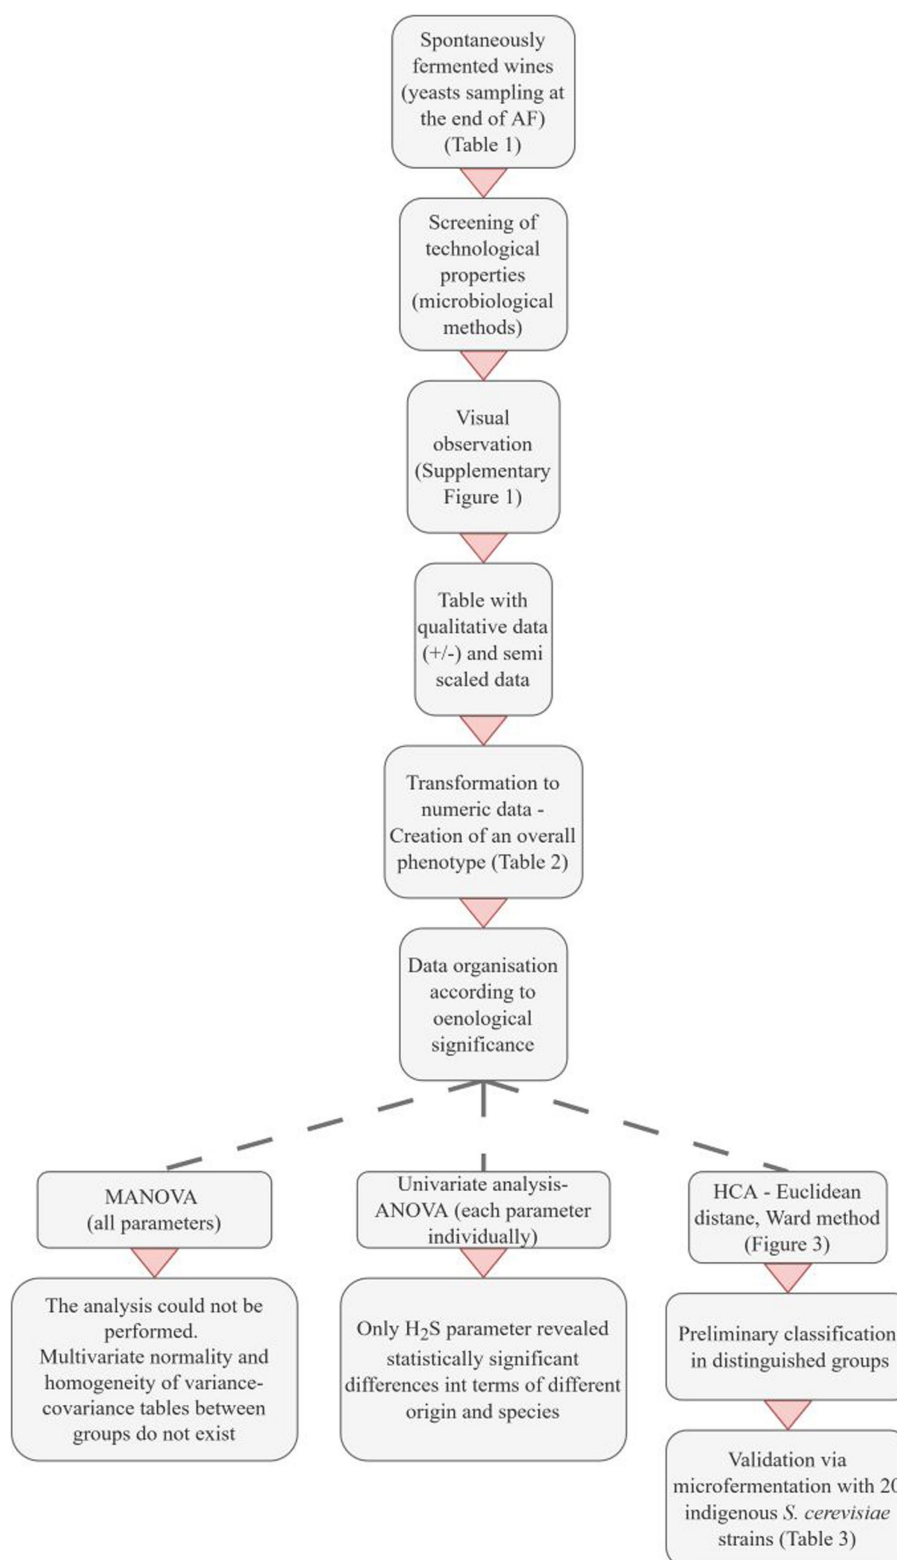 Spontaneously
fermented wines
(yeasts sampling at
the end of AF)
(Table 1)
Screening of
technological
properties
(microbiological
methods)
Visual
observation
(Supplementary
Figure 1)
Table with
qualitative data
(+/-) and semi
scaled data
Transformation to
numeric data -
Creation of an overall
phenotype (Table 2)
Data organisation
according to
oenological
significance
MANOVA
(all parameters)
The analysis could not be
performed.
Multivariate normality and
homogeneity of variance-
covariance tables between
groups do not exist
Univariate analysis-
ANOVA (each parameter
individually)
Only H₂S parameter revealed
statistically significant
differences int terms of different
origin and species
HCA - Euclidean
distane, Ward method
(Figure 3)
Preliminary classification
in distinguished groups
Validation via
microfermentation with 20
indigenous S. cerevisiae
strains (Table 3)